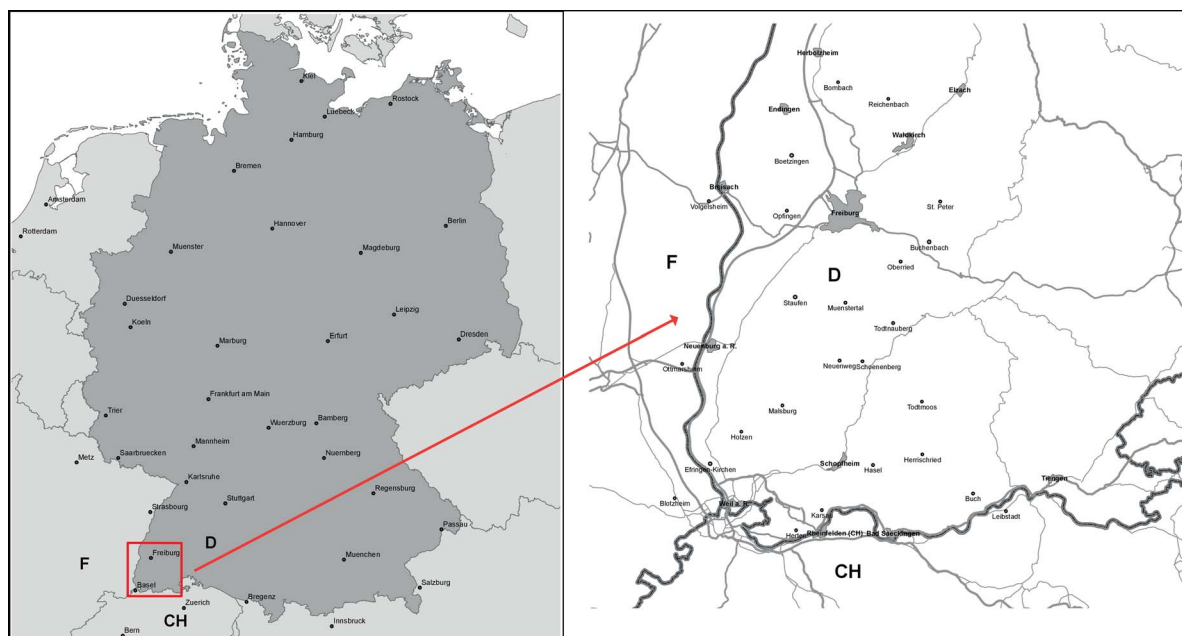 Kiel
Rostock
Luebeck
Hamburg
Bremen
Amsterdam
Berlin
Hannover
Rotterdam
Muenster
Magdeburg
Duesseldorf
Leipzig
Koeln
Erfurt
Dresden
Marburg
Frankfurt am Main
Trier
Bamberg
Wuerzburg
Mannheim
Saarbruecken
Metz
Nuernberg
Karlsruhe
Regensburg
Stuttgart
Strasbourg
Passau
D
Freiburg
F
Muenchen
Basel
Salzburg
Bregenz
Zuerich
CH
Innsbruck
Bern
Herbolzheim
Bombach
Elzach
Reichenbach
Endingen
Waldkirch
Boetzingen
Breisach
Volgelsheim
St. Peter
Opfingen
Freiburg
Buchenbach
F
D
Oberried
Staufen
Muenstertal
Todtnauberg
Neuenburg a. R.
Ottmarsheim
Neuenweg
Schoenenberg
Malsburg
Todtmoos
Holzen
Herrischried
Schopfheim
Efringen-Kirchen
Hasel
Tiengen
Blotzheim
Weil a. R.
Buch
Karsau
Leibstadt
Herten
Rheinfelden (CH)
Bad Saeckingen
CH